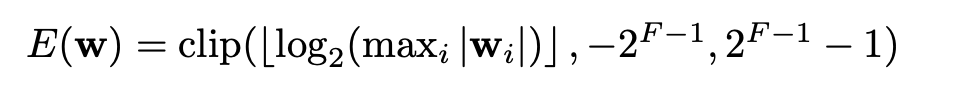 E(𝐰) = clip(⌊log₂(maxᵢ |𝐰ᵢ|)⌋, −2^{F−1}, 2^{F−1} − 1)